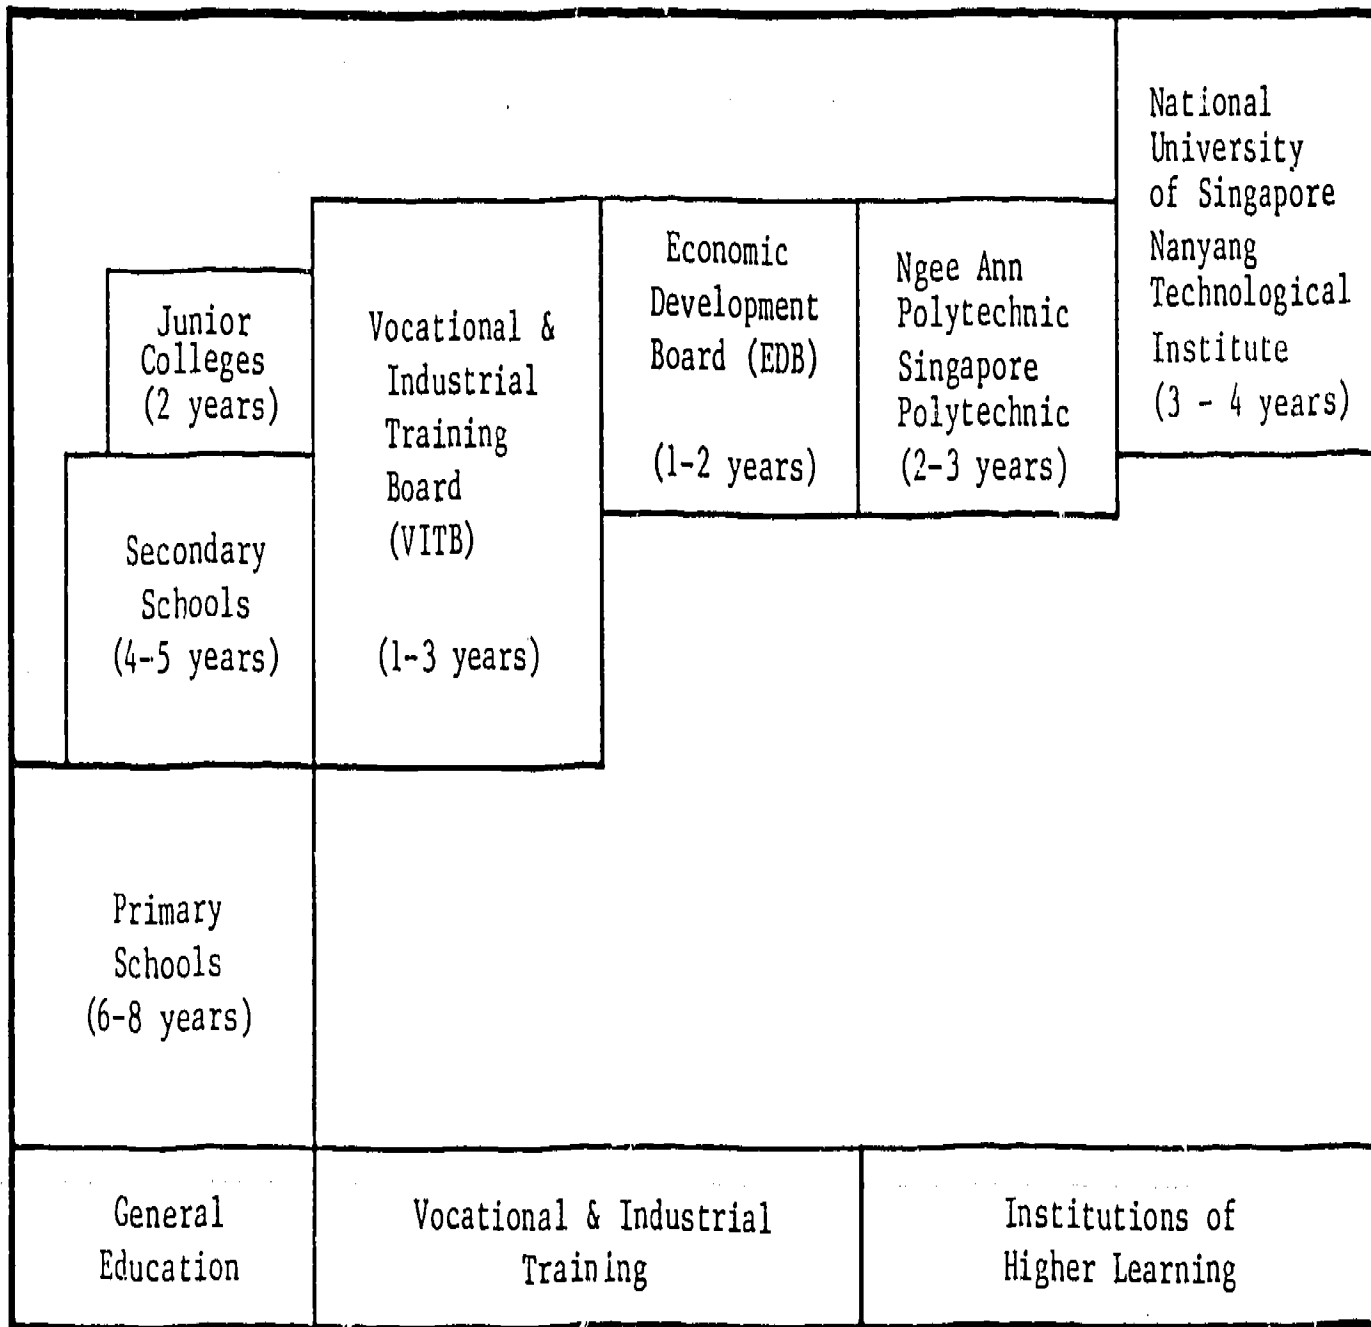 National
University
of Singapore
Nanyang
Technological
Institute
(3 - 4 years)
Economic
Development
Board (EDB)
(1-2 years)
Ngee Ann
Polytechnic
Singapore
Polytechnic
(2-3 years)
Junior
Colleges
(2 years)
Vocational &
Industrial
Training
Board
(VITB)
(1-3 years)
Secondary
Schools
(4-5 years)
Primary
Schools
(6-8 years)
General
Education
Vocational & Industrial
Training
Institutions of
Higher Learning